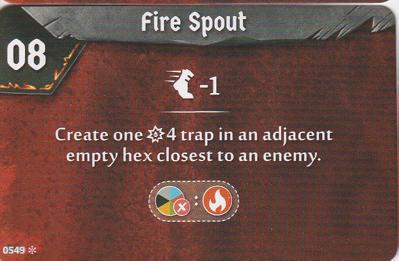 Fire Spout
08
-1
Create one 4 trap in an adjacent
empty hex closest to an enemy.
:
0549